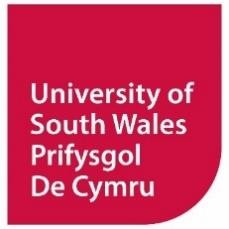 University of
South Wales
Prifysgol
De Cymru